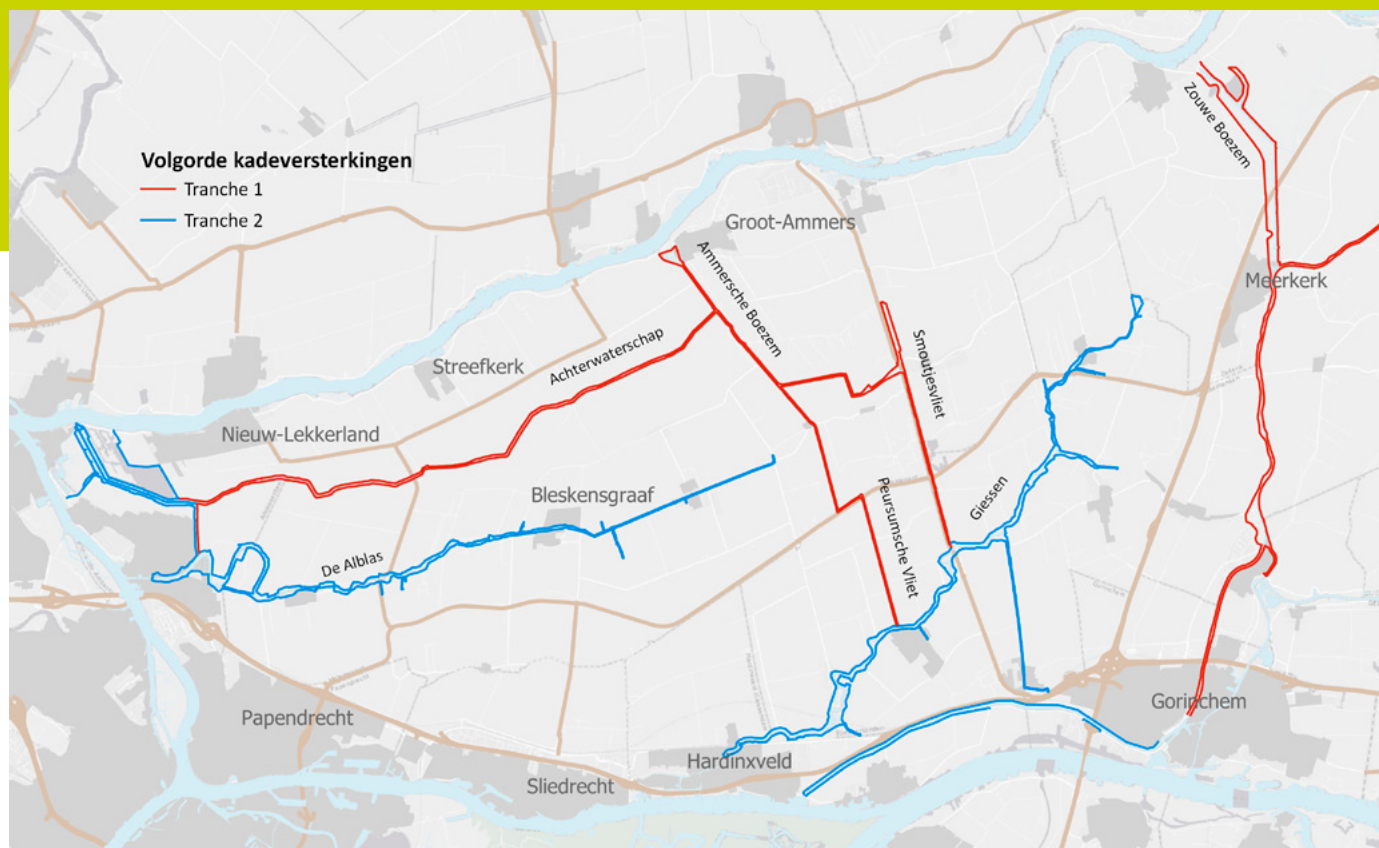 Volgorde kadeversterkingen
Tranche 1
Tranche 2
Zouwe Boezem
Groot-Ammers
Ammersche Boezem
Meerkerk
Achterwaterschap
Smoutjesvliet
Streefkerk
Nieuw-Lekkerland
Bleskensgraaf
Peursumsche Vliet
Giessen
De Alblas
Papendrecht
Gorinchem
Hardinxveld
Sliedrecht